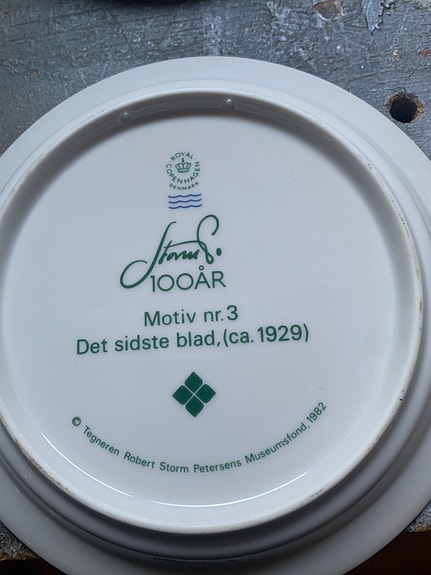 ROYAL
COPENHAGEN
DENMARK
Storm P.
100ÅR
Motiv nr. 3
Det sidste blad, (ca. 1929)
© Tegneren Robert Storm Petersens Museumsfond, 1982